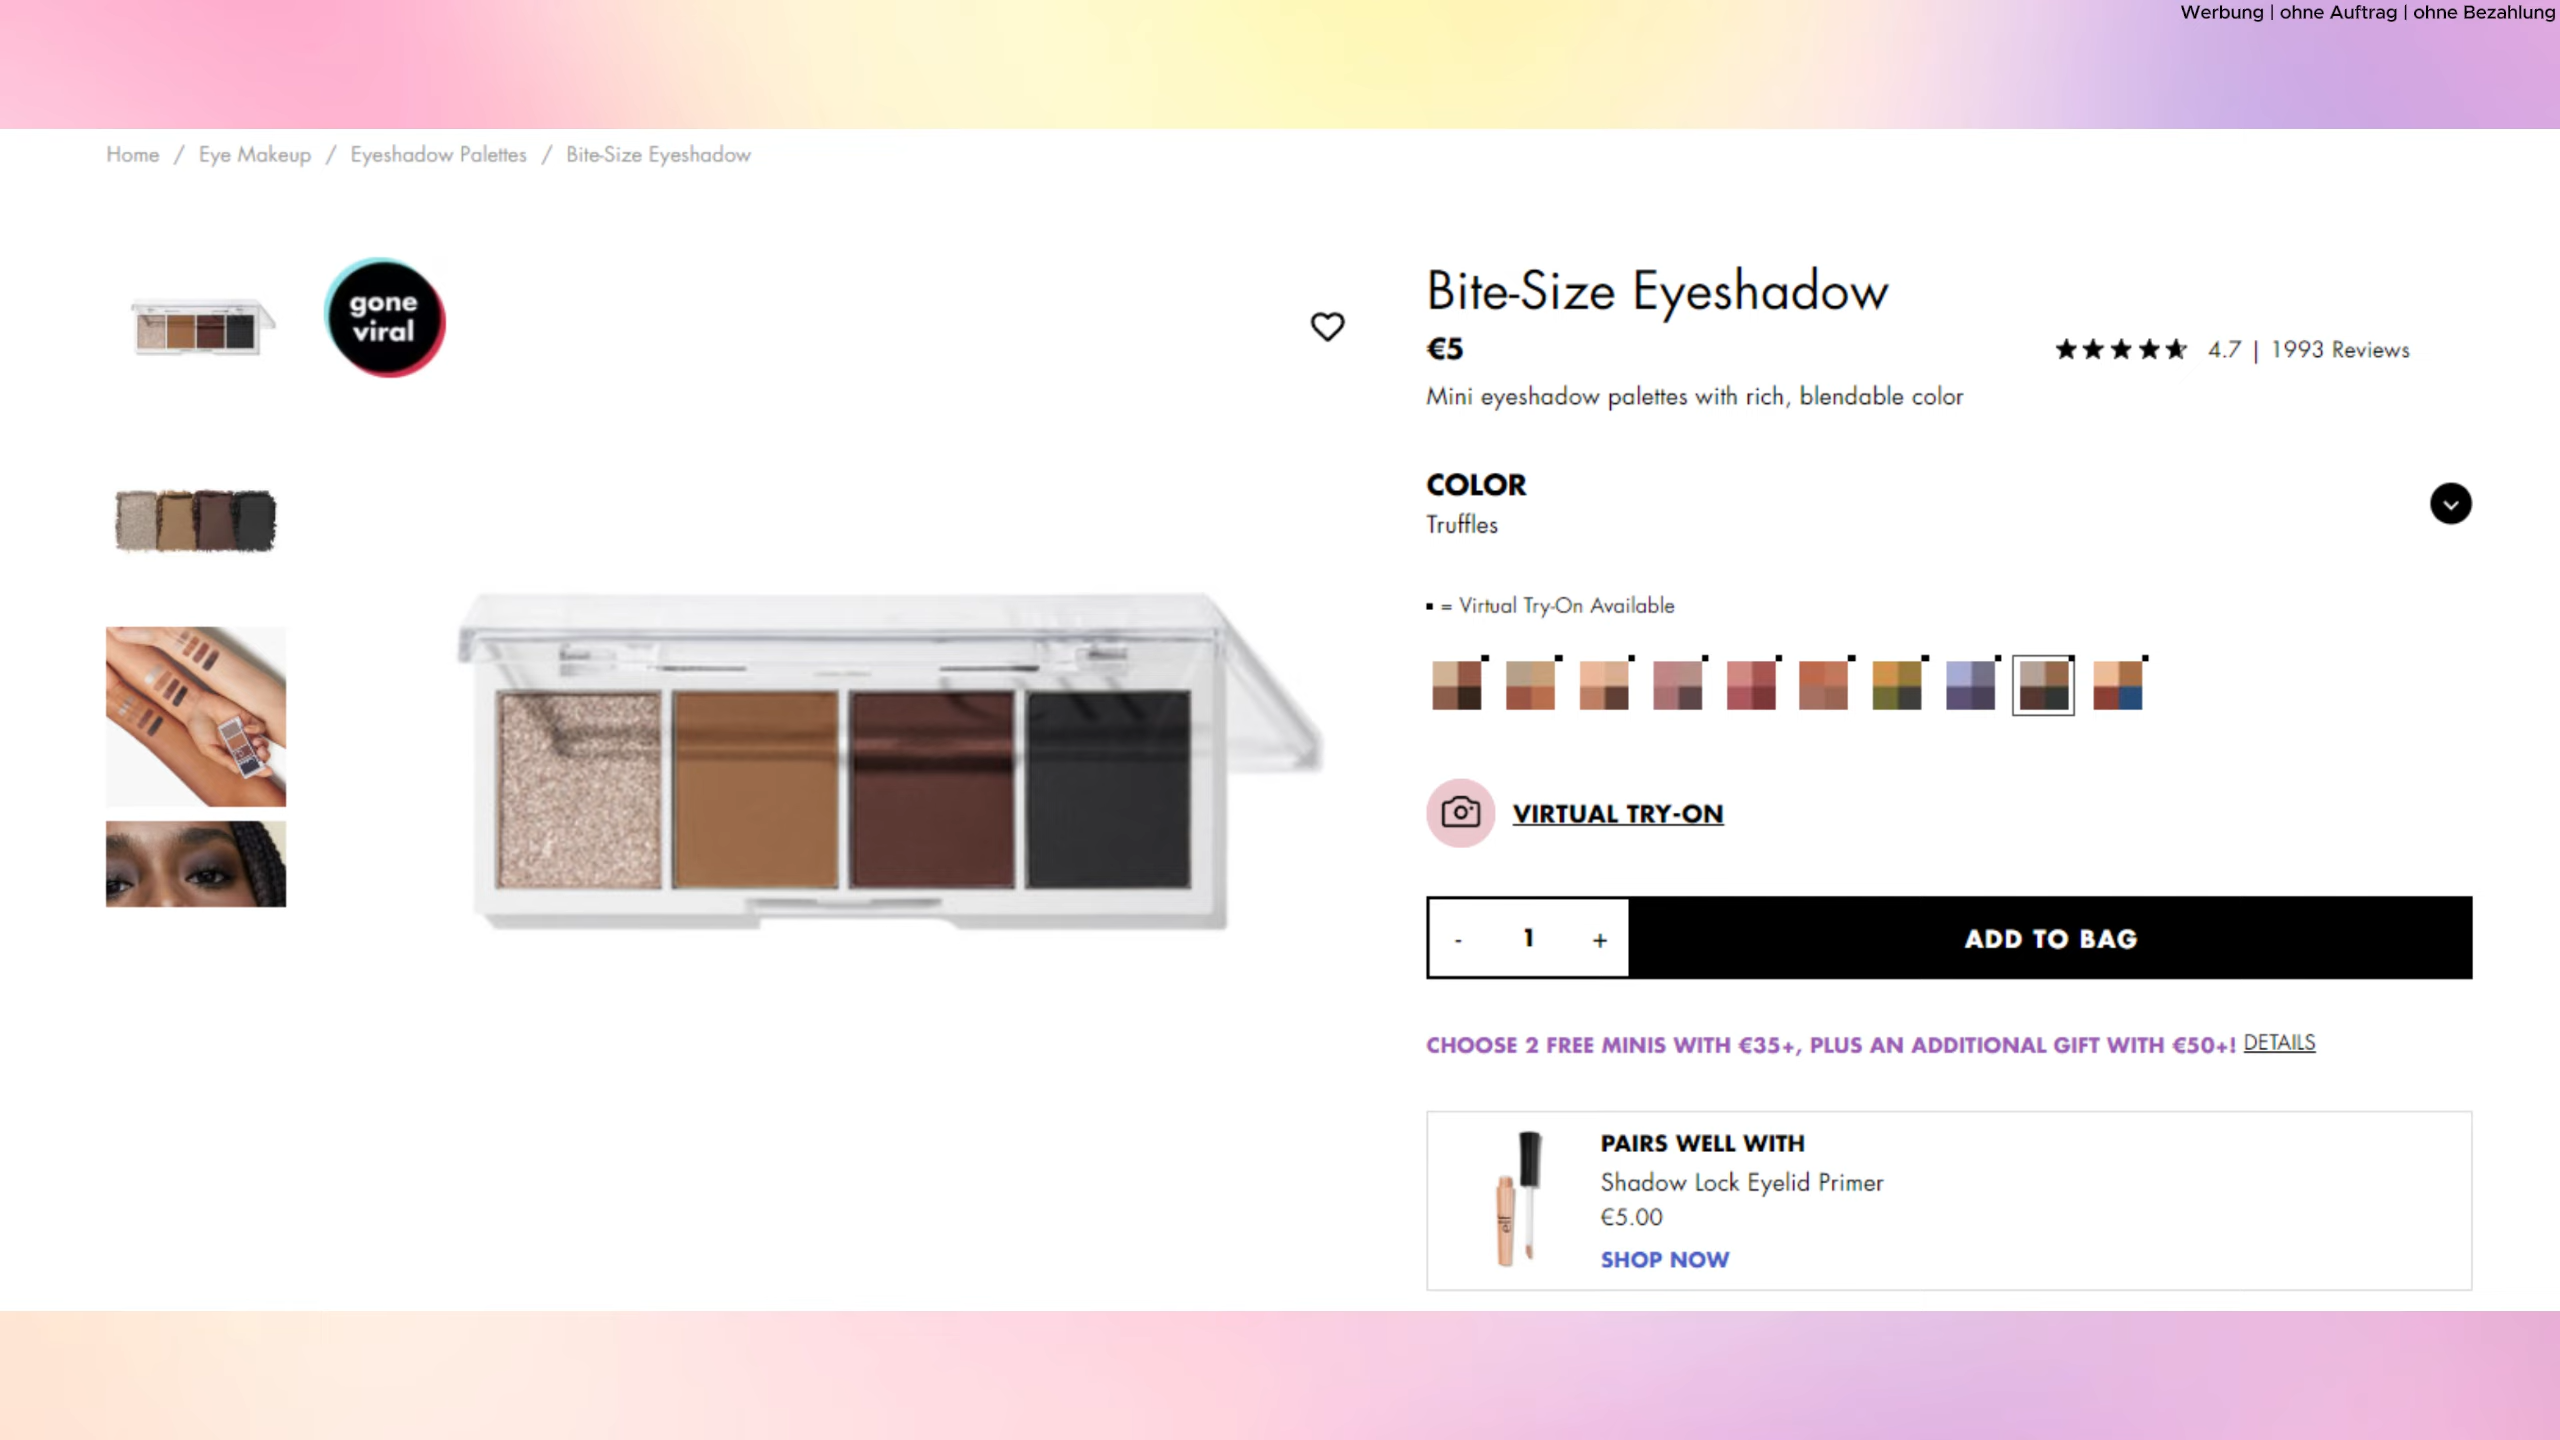 Werbung | ohne Auftrag | ohne Bezahlung
Home / Eye Makeup / Eyeshadow Palettes / Bite-Size Eyeshadow
gone
viral
Bite-Size Eyeshadow
€5
4.7 | 1993 Reviews
Mini eyeshadow palettes with rich, blendable color
COLOR
Truffles
▪ = Virtual Try-On Available
VIRTUAL TRY-ON
- 1 +
ADD TO BAG
CHOOSE 2 FREE MINIS WITH €35+, PLUS AN ADDITIONAL GIFT WITH €50+! DETAILS
PAIRS WELL WITH
Shadow Lock Eyelid Primer
€5.00
SHOP NOW
elf